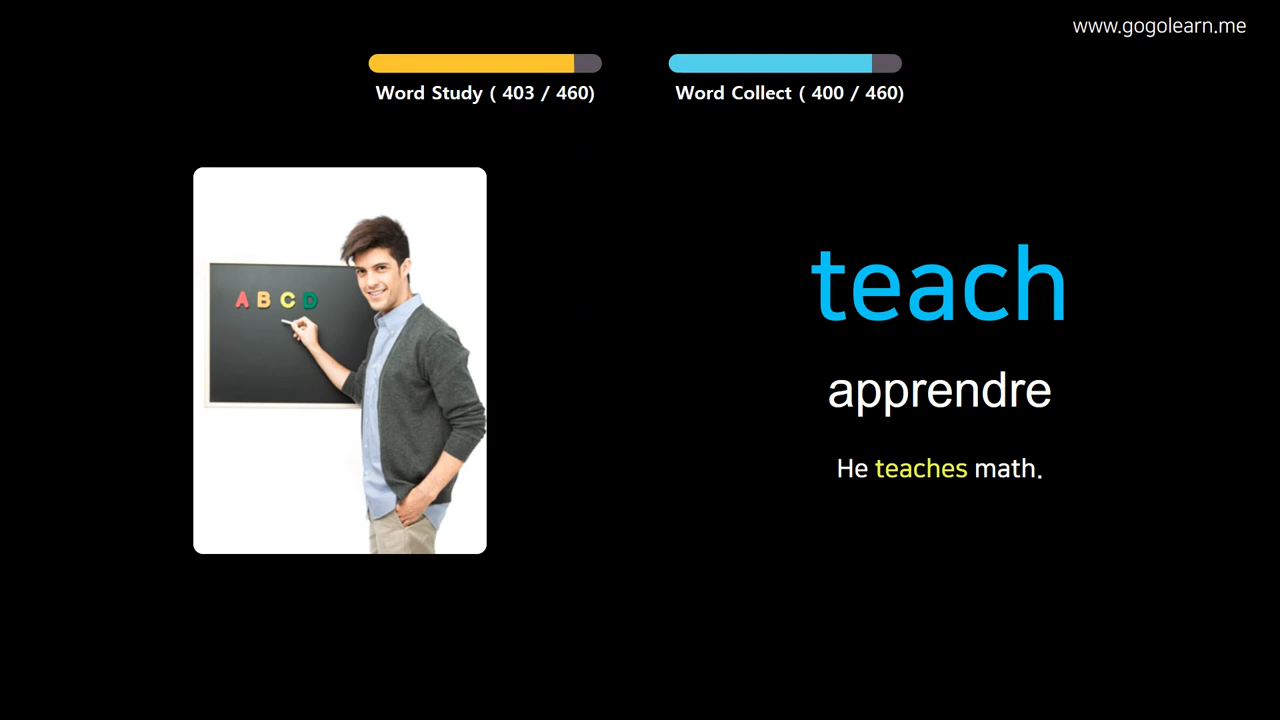 www.gogolearn.me
Word Study ( 403 / 460)
Word Collect ( 400 / 460)
A B C D
teach
apprendre
He teaches math.